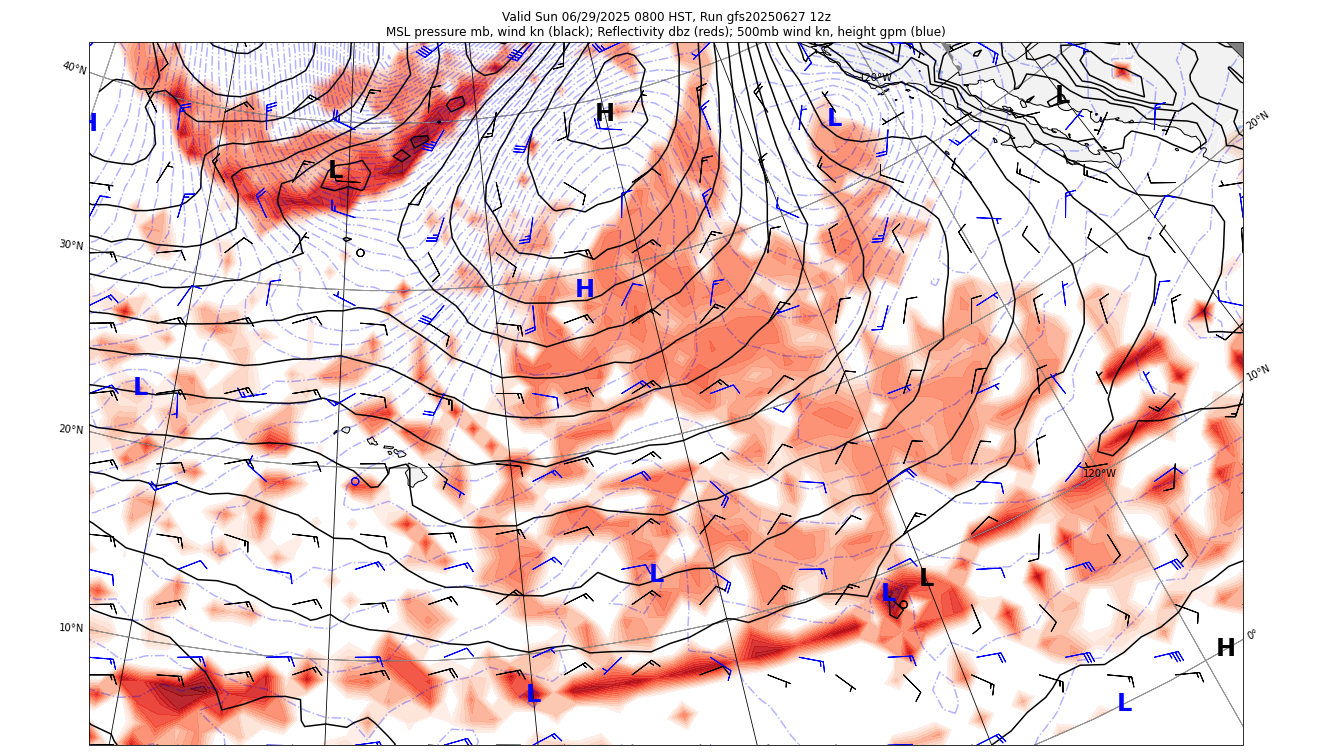 Valid Sun 06/29/2025 0800 HST, Run gfs20250627 12z
MSL pressure mb, wind kn (black); Reflectivity dbz (reds); 500mb wind kn, height gpm (blue)
40°N
120°W
L
H
L
20°N
H
L
30°N
H
L
10°N
20°N
120°W
L
L
L
10°N
0°
H
L
L